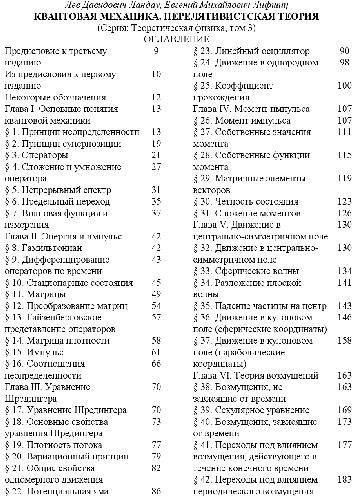 Лев Давидович Ландау, Евгений Михайлович Лифшиц
КВАНТОВАЯ МЕХАНИКА. НЕРЕЛЯТИВИСТСКАЯ ТЕОРИЯ
(Серия: Теоретическая физика, том 3)
ОГЛАВЛЕНИЕ
Предисловие к третьему 9
изданию
Из предисловия к первому 10
изданию
Некоторые обозначения 12
Глава I. Основные понятия 13
квантовой механики
§ 1. Принцип неопределенности 13
§ 2. Принцип суперпозиции 19
§ 3. Операторы 21
§ 4. Сложение и умножение 27
операторов
§ 5. Непрерывный спектр 31
§ 6. Предельный переход 35
§ 7. Волновая функция и 37
измерения
Глава II. Энергия и импульс 42
§ 8. Гамильтониан 42
§ 9. Дифференцирование 43
операторов по времени
§ 10. Стационарные состояния 45
§ 11. Матрицы 49
§ 12. Преобразование матриц 54
§ 13. Гейзенберговское 57
представление операторов
§ 14. Матрица плотности 58
§ 15. Импульс 61
§ 16. Соотношения 66
неопределенности
Глава III. Уравнение 70
Шредингера
§ 17. Уравнение Шредингера 70
§ 18. Основные свойства 73
уравнения Шредингера
§ 19. Плотность потока 77
§ 20. Вариационный принцип 79
§ 21. Общие свойства 82
одномерного движения
§ 22. Потенциальная яма 86
§ 23. Линейный осциллятор 90
§ 24. Движение в однородном 98
поле
§ 25. Коэффициент 100
прохождения
Глава IV. Момент импульса 107
§ 26. Момент импульса 107
§ 27. Собственные значения 111
момента
§ 28. Собственные функции 115
момента
§ 29. Матричные элементы 119
векторов
§ 30. Четность состояния 123
§ 31. Сложение моментов 126
Глава V. Движение в 130
центрально-симметричном поле
§ 32. Движение в центрально- 130
симметричном поле
§ 33. Сферические волны 134
§ 34. Разложение плоской 141
волны
§ 35. Падение частицы на центр 143
§ 36. Движение в кулоновом 146
поле (сферические координаты)
§ 37. Движение в кулоновом 158
поле (параболические
координаты)
Глава VI. Теория возмущений 163
§ 38. Возмущения, не 163
зависящие от времени
§ 39. Секулярное уравнение 169
§ 40. Возмущения, зависящие 173
от времени
§ 41. Переходы под влиянием 177
возмущения, действующего в
течение конечного времени
§ 42. Переходы под влиянием 183
периодического возмущения